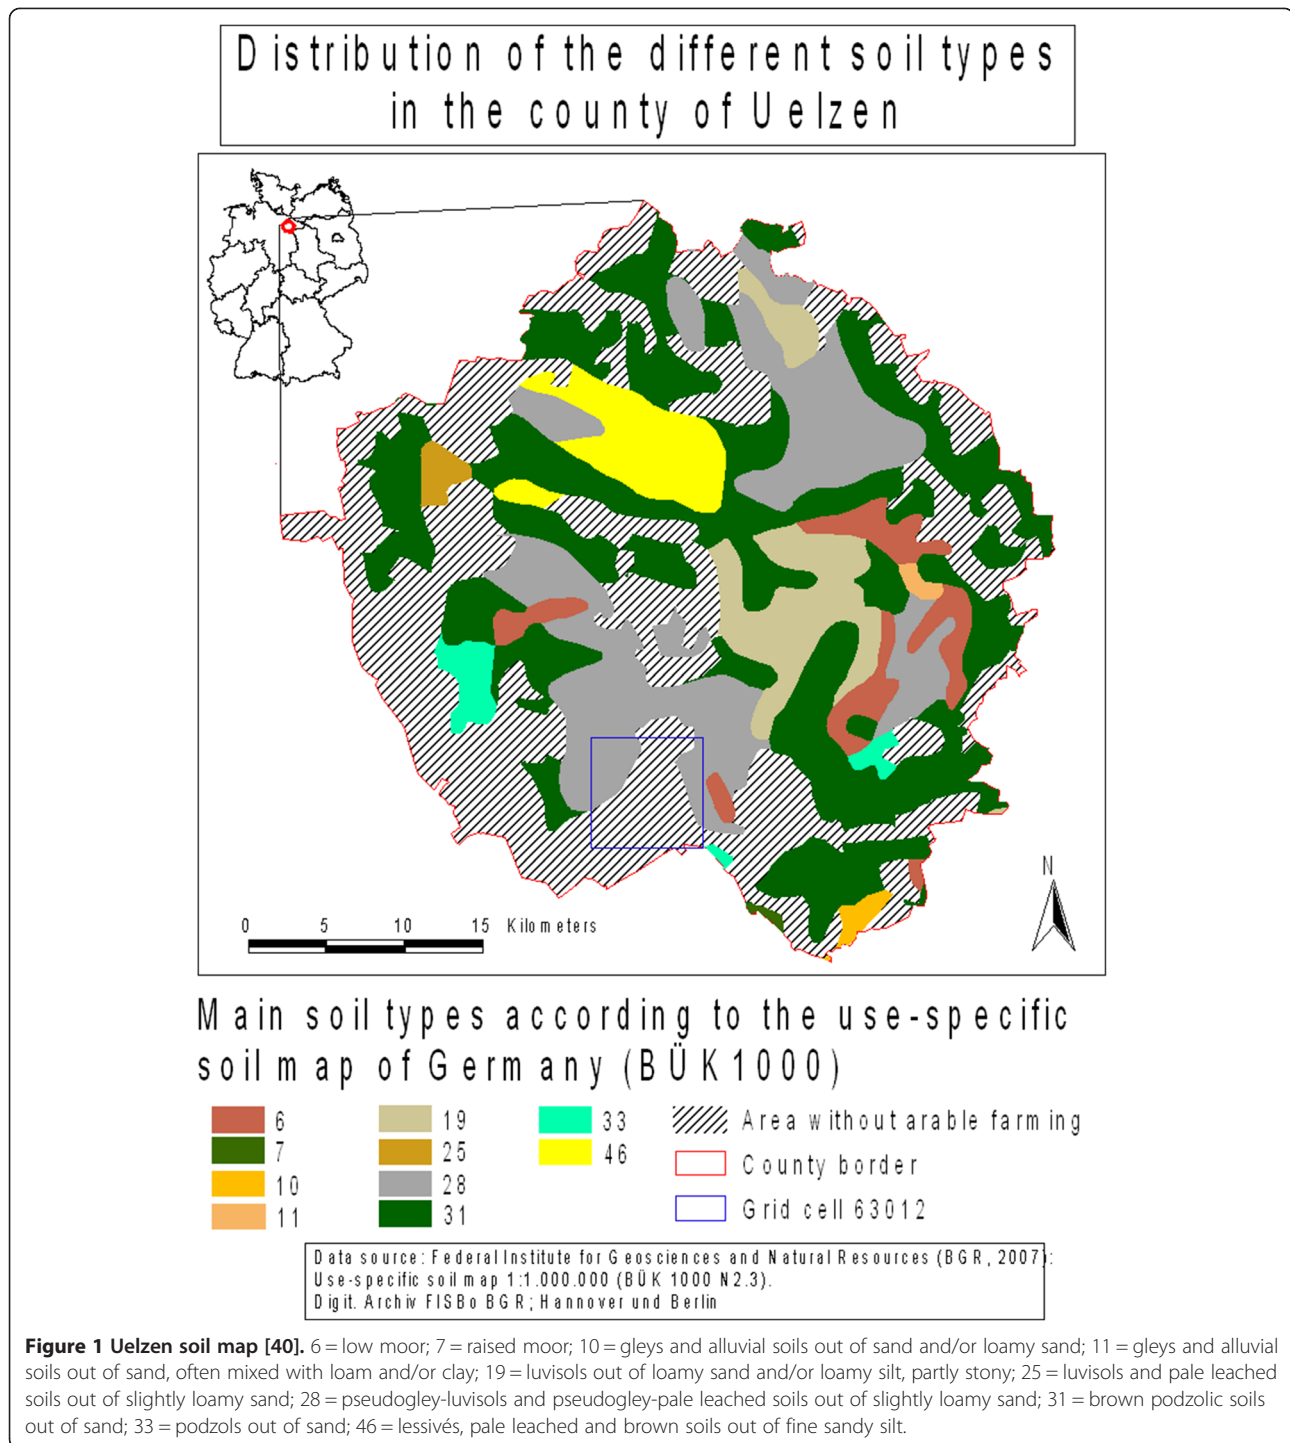 Distribution of the different soil types
in the county of Uelzen
N
0 5 10 15 Kilometers
Main soil types according to the use-specific
soil map of Germany (BÜK1000)
6 19 33 Area without arable farming
7 25 46 County border
10 28 Grid cell 63012
11 31
Data source: Federal Institute for Geosciences and Natural Resources (BGR, 2007):
Use-specific soil map 1:1.000.000 (BÜK 1000 N2.3).
Digit. Archiv FISBo BGR; Hannover und Berlin
Figure 1 Uelzen soil map [40]. 6 = low moor; 7 = raised moor; 10 = gleys and alluvial soils out of sand and/or loamy sand; 11 = gleys and alluvial
soils out of sand, often mixed with loam and/or clay; 19 = luvisols out of loamy sand and/or loamy silt, partly stony; 25 = luvisols and pale leached
soils out of slightly loamy sand; 28 = pseudogley-luvisols and pseudogley-pale leached soils out of slightly loamy sand; 31 = brown podzolic soils
out of sand; 33 = podzols out of sand; 46 = lessivés, pale leached and brown soils out of fine sandy silt.